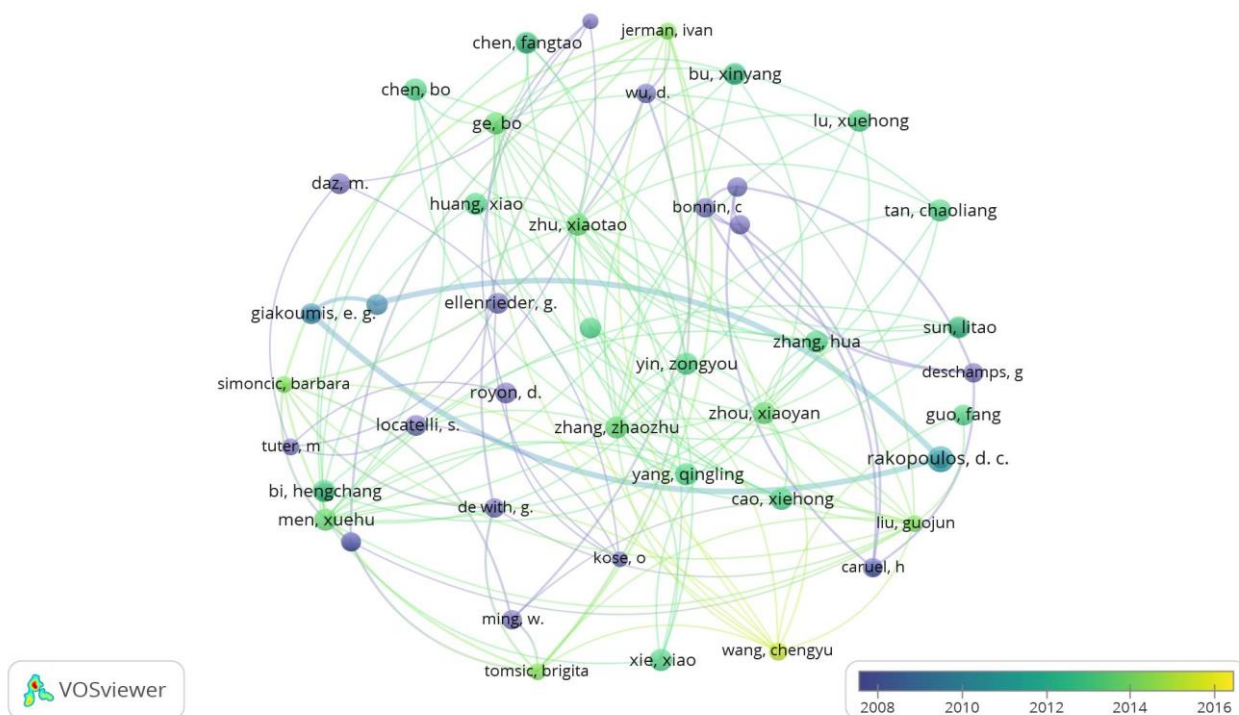 jerman, ivan
chen, fangtao
bu, xinyang
chen, bo
wu, d.
ge, bo
lu, xuehong
daz, m.
huang, xiao
bonnin, c
tan, chaoliang
zhu, xiaotao
ellenrieder, g.
giakoumis, e. g.
sun, litao
zhang, hua
yin, zongyou
deschamps, g
simoncic, barbara
royon, d.
zhou, xiaoyan
guo, fang
locatelli, s.
zhang, zhaozhu
tuter, m
rakopoulos, d. c.
yang, qingling
bi, hengchang
cao, xiehong
men, xuehu
de with, g.
liu, guojun
kose, o
caruel, h
ming, w.
wang, chengyu
xie, xiao
tomsic, brigita
VOSviewer
2008 2010 2012 2014 2016